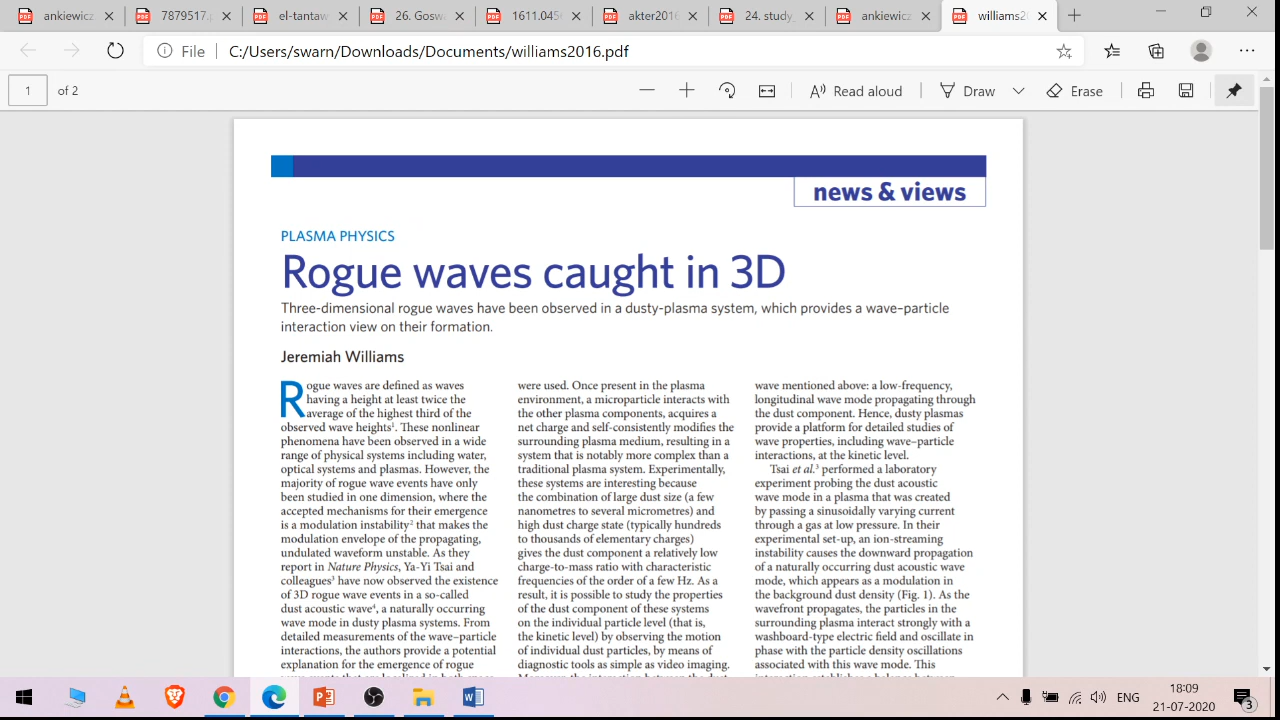 ankiewicz
7879517.p
el-tantaw
26. Gosw
1611.045
akter2016
24. study_
ankiewicz
williams20
File
C:/Users/swarn/Downloads/Documents/williams2016.pdf
1 of 2
Read aloud
Draw
Erase
news & views
PLASMA PHYSICS
Rogue waves caught in 3D
Three-dimensional rogue waves have been observed in a dusty-plasma system, which provides a wave–particle
interaction view on their formation.
Jeremiah Williams
Rogue waves are defined as waves
having a height at least twice the
average of the highest third of the
observed wave heights¹. These nonlinear
phenomena have been observed in a wide
range of physical systems including water,
optical systems and plasmas. However, the
majority of rogue wave events have only
been studied in one dimension, where the
accepted mechanisms for their emergence
is a modulation instability² that makes the
modulation envelope of the propagating,
undulated waveform unstable. As they
report in Nature Physics, Ya-Yi Tsai and
colleagues³ have now observed the existence
of 3D rogue wave events in a so-called
dust acoustic wave⁴, a naturally occurring
wave mode in dusty plasma systems. From
detailed measurements of the wave–particle
interactions, the authors provide a potential
explanation for the emergence of rogue
were used. Once present in the plasma
environment, a microparticle interacts with
the other plasma components, acquires a
net charge and self-consistently modifies the
surrounding plasma medium, resulting in a
system that is notably more complex than a
traditional plasma system. Experimentally,
these systems are interesting because
the combination of large dust size (a few
nanometres to several micrometres) and
high dust charge state (typically hundreds
to thousands of elementary charges)
gives the dust component a relatively low
charge-to-mass ratio with characteristic
frequencies of the order of a few Hz. As a
result, it is possible to study the properties
of the dust component of these systems
on the individual particle level (that is,
the kinetic level) by observing the motion
of individual dust particles, by means of
diagnostic tools as simple as video imaging.
wave mentioned above: a low-frequency,
longitudinal wave mode propagating through
the dust component. Hence, dusty plasmas
provide a platform for detailed studies of
wave properties, including wave–particle
interactions, at the kinetic level.
Tsai et al.³ performed a laboratory
experiment probing the dust acoustic
wave mode in a plasma that was created
by passing a sinusoidally varying current
through a gas at low pressure. In their
experimental set-up, an ion-streaming
instability causes the downward propagation
of a naturally occurring dust acoustic wave
mode, which appears as a modulation in
the background dust density (Fig. 1). As the
wavefront propagates, the particles in the
surrounding plasma interact strongly with a
washboard-type electric field and oscillate in
phase with the particle density oscillations
associated with this wave mode. This
ENG
18:09
21-07-2020
3